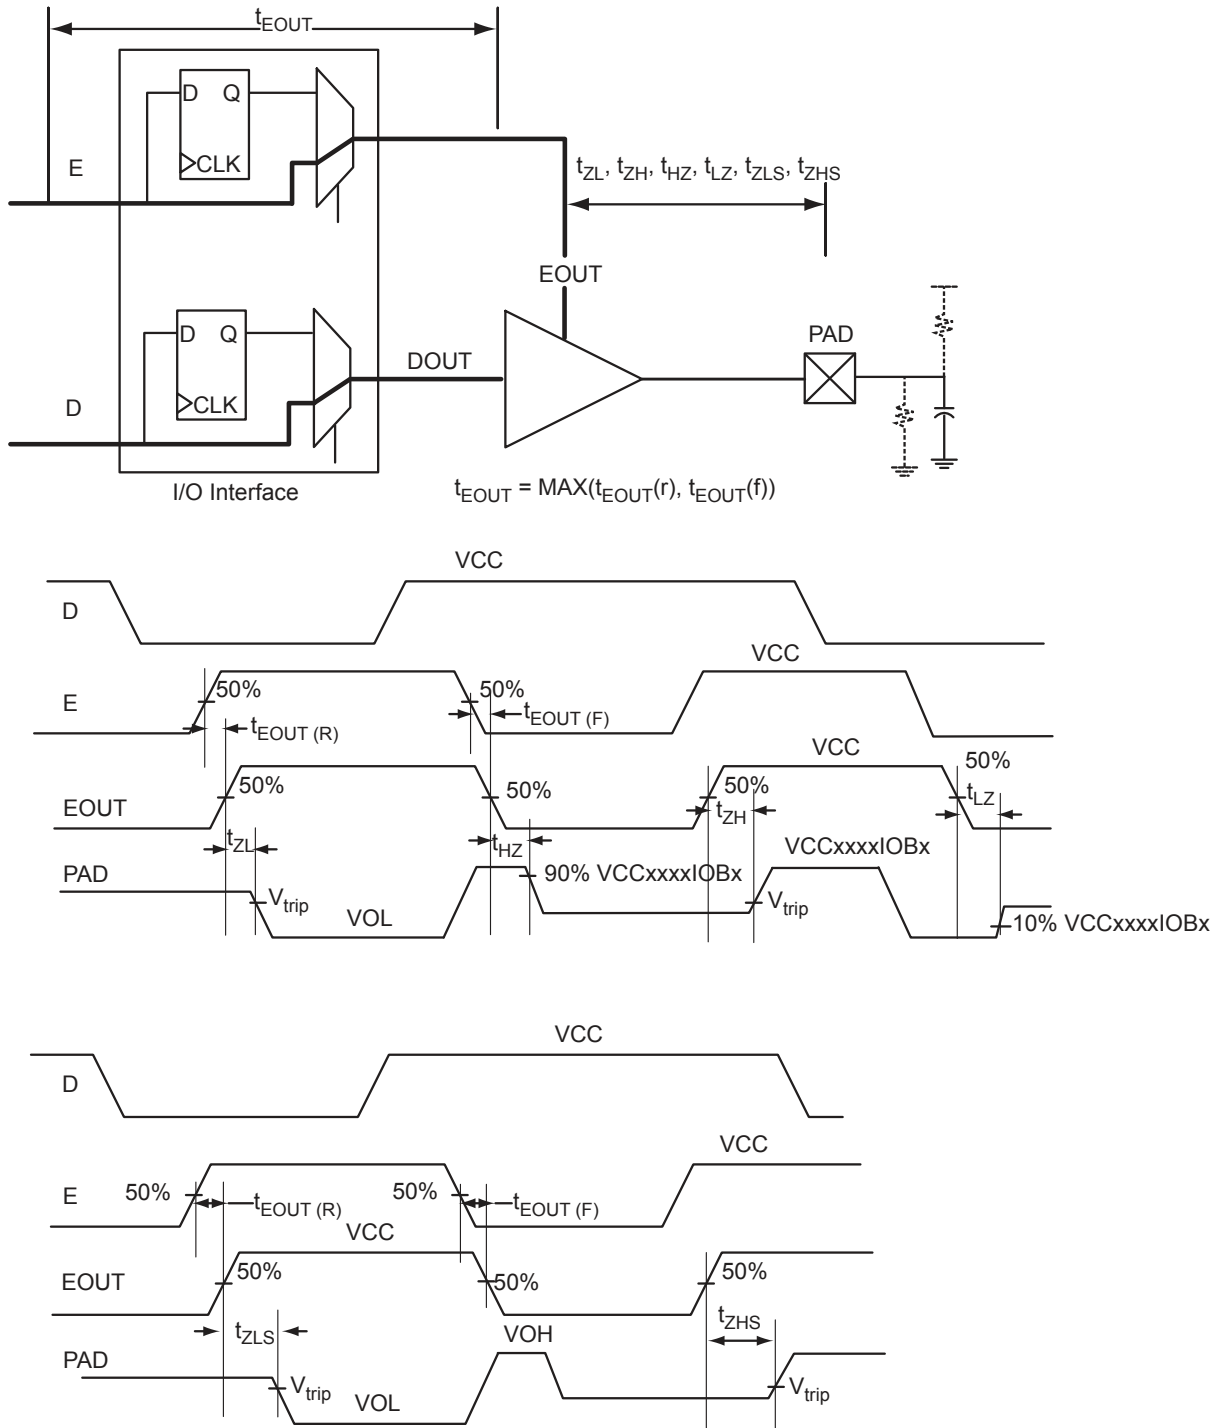 tEOUT
D Q
CLK
E
tZL, tZH, tHZ, tLZ, tZLS, tZHS
EOUT
D Q
CLK
DOUT
PAD
D
I/O Interface
tEOUT = MAX(tEOUT(r), tEOUT(f))
VCC
D
VCC
E
50%
50%
tEOUT (R)
tEOUT (F)
VCC
50%
EOUT
50%
50%
50%
tLZ
tZH
tZL
tHZ
VCCxxxxIOBx
PAD
90% VCCxxxxIOBx
Vtrip
Vtrip
VOL
10% VCCxxxxIOBx
VCC
D
VCC
E
50%
50%
tEOUT (R)
tEOUT (F)
VCC
EOUT
50%
50%
50%
tZHS
tZLS
VOH
PAD
Vtrip
Vtrip
VOL